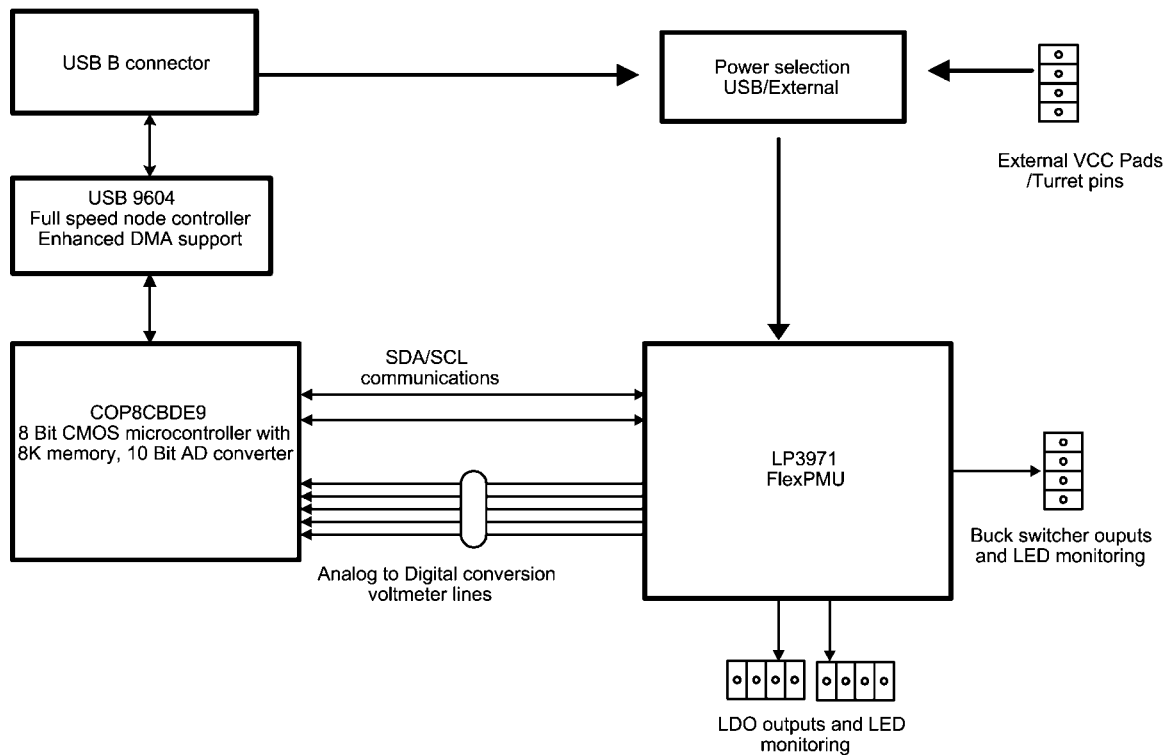 USB B connector
Power selection
USB/External
External VCC Pads
/Turret pins
USB 9604
Full speed node controller
Enhanced DMA support
SDA/SCL
communications
COP8CBDE9
8 Bit CMOS microcontroller with
8K memory, 10 Bit AD converter
LP3971
FlexPMU
Buck switcher ouputs
and LED monitoring
Analog to Digital conversion
voltmeter lines
LDO outputs and LED
monitoring